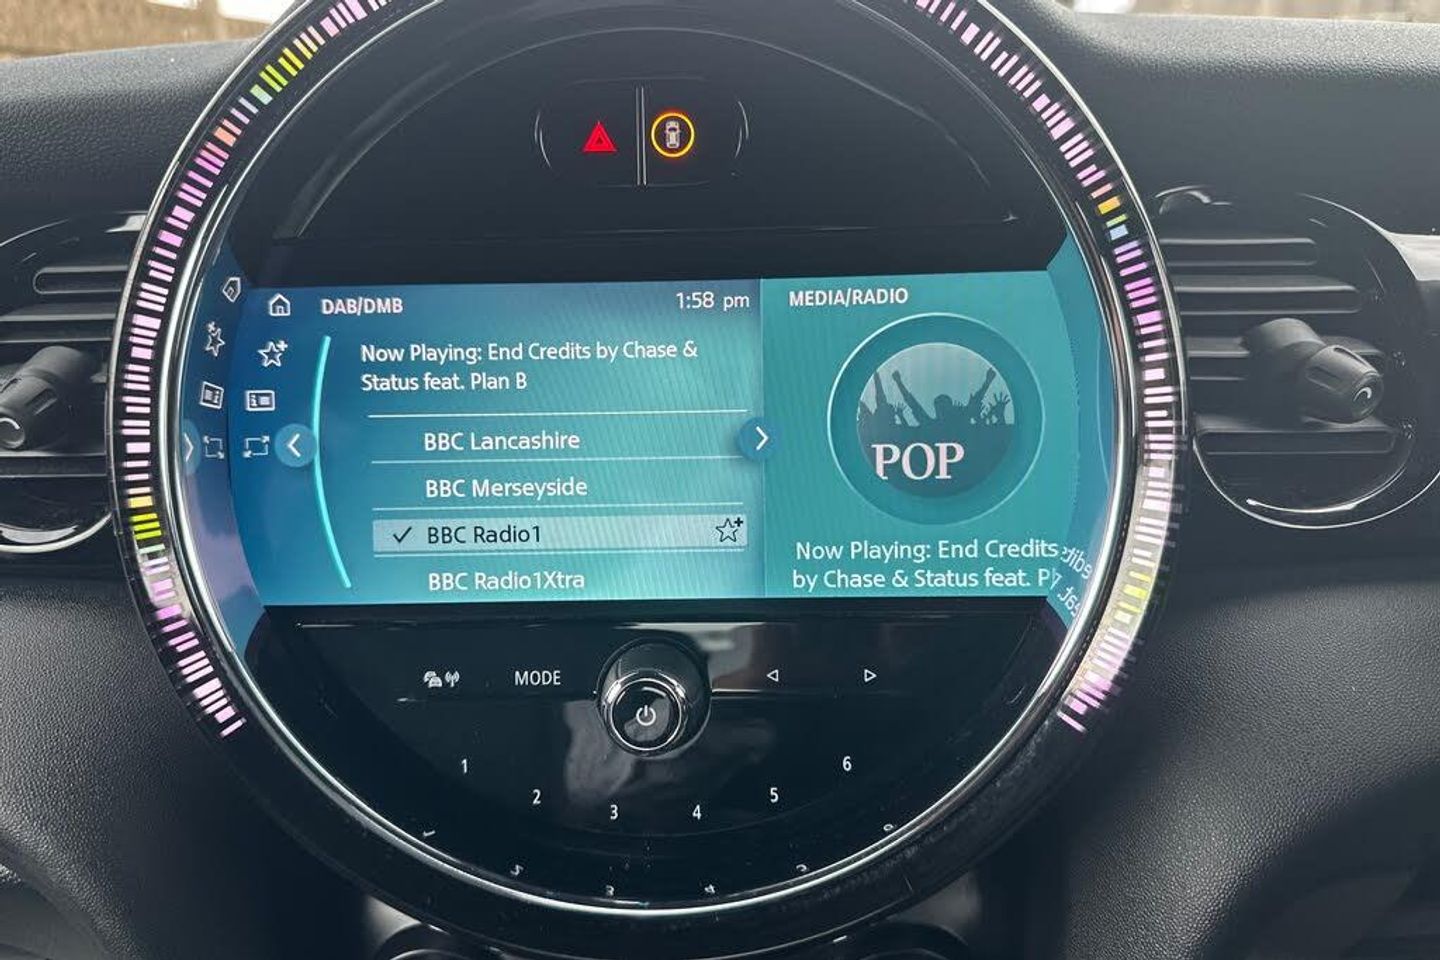 DAB/DMB
1:58 pm
Now Playing: End Credits by Chase &
Status feat. Plan B
BBC Lancashire
BBC Merseyside
BBC Radio1
BBC Radio1Xtra
MEDIA/RADIO
POP
Now Playing: End Credits
by Chase & Status feat. P
MODE
1
2
3
4
5
6